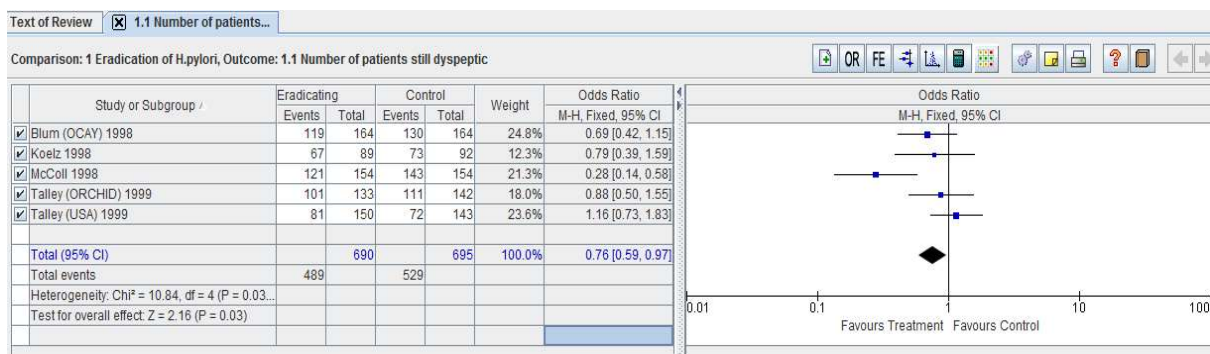 Text of Review 1.1 Number of patients...
Comparison: 1 Eradication of H.pylori, Outcome: 1.1 Number of patients still dyspeptic OR FE ?
Study or Subgroup Eradicating Control Weight Odds Ratio Odds Ratio
Events Total Events Total M-H, Fixed, 95% CI M-H, Fixed, 95% CI
Blum (OCAY) 1998 119 164 130 164 24.8% 0.69 [0.42, 1.15]
Koelz 1998 67 89 73 92 12.3% 0.79 [0.39, 1.59]
McColl 1998 121 154 143 154 21.3% 0.28 [0.14, 0.58]
Talley (ORCHID) 1999 101 133 111 142 18.0% 0.88 [0.50, 1.55]
Talley (USA) 1999 81 150 72 143 23.6% 1.16 [0.73, 1.83]
Total (95% CI) 690 695 100.0% 0.76 [0.59, 0.97]
Total events 489 529
Heterogeneity: Chi² = 10.84, df = 4 (P = 0.03...
Test for overall effect: Z = 2.16 (P = 0.03)
0.01 0.1 1 10 100
Favours Treatment Favours Control